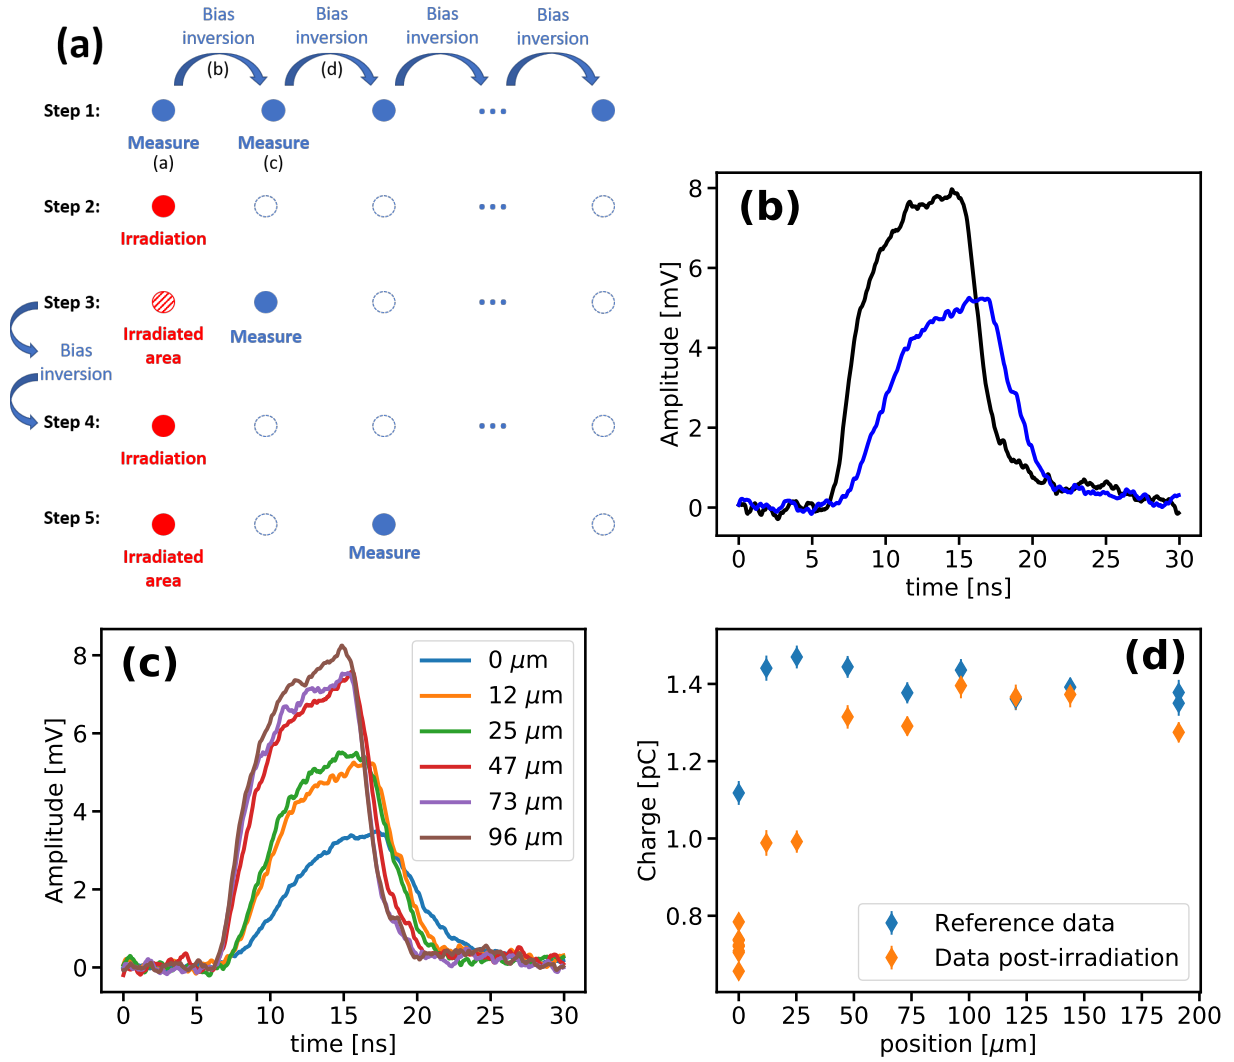 (a)
Bias inversion
Bias inversion
Bias inversion
Bias inversion
(b)
(d)
Step 1:
Measure
Measure
(a)
(c)
Step 2:
Irradiation
Step 3:
Irradiated
area
Measure
Bias
inversion
Step 4:
Irradiation
Step 5:
Irradiated
area
Measure
(b)
Amplitude [mV]
8
6
4
2
0
0 5 10 15 20 25 30
time [ns]
(c)
Amplitude [mV]
8
6
4
2
0
0 μm
12 μm
25 μm
47 μm
73 μm
96 μm
0 5 10 15 20 25 30
time [ns]
(d)
Charge [pC]
1.4
1.2
1.0
0.8
Reference data
Data post-irradiation
0 25 50 75 100 125 150 175 200
position [μm]